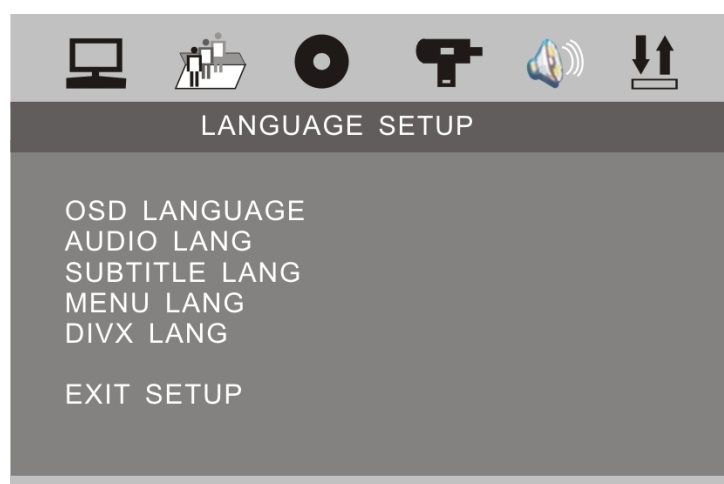 LANGUAGE SETUP
OSD LANGUAGE
AUDIO LANG
SUBTITLE LANG
MENU LANG
DIVX LANG
EXIT SETUP